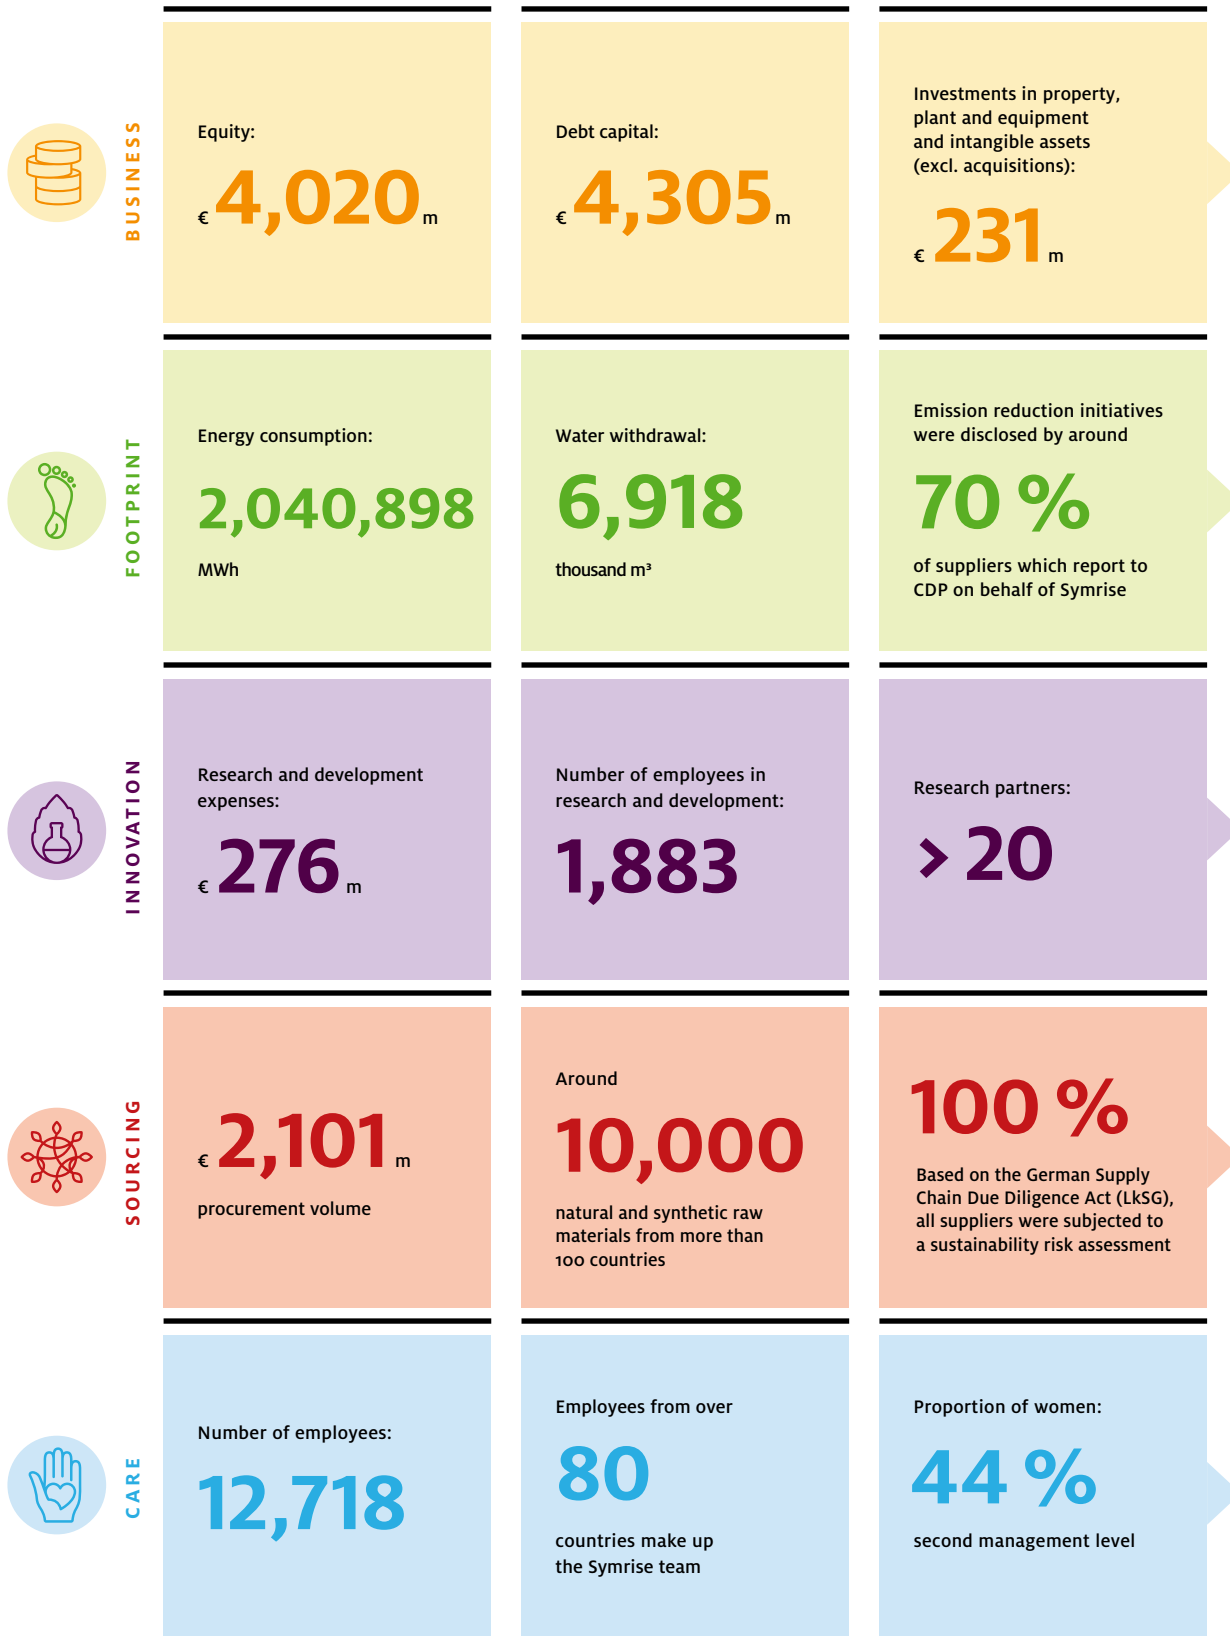 BUSINESS
Equity:
€ 4,020 m
Debt capital:
€ 4,305 m
Investments in property,
plant and equipment
and intangible assets
(excl. acquisitions):
€ 231 m
FOOTPRINT
Energy consumption:
2,040,898
MWh
Water withdrawal:
6,918
thousand m³
Emission reduction initiatives
were disclosed by around
70 %
of suppliers which report to
CDP on behalf of Symrise
INNOVATION
Research and development
expenses:
€ 276 m
Number of employees in
research and development:
1,883
Research partners:
> 20
SOURCING
€ 2,101 m
procurement volume
Around
10,000
natural and synthetic raw
materials from more than
100 countries
100 %
Based on the German Supply
Chain Due Diligence Act (LkSG),
all suppliers were subjected to
a sustainability risk assessment
CARE
Number of employees:
12,718
Employees from over
80
countries make up
the Symrise team
Proportion of women:
44 %
second management level